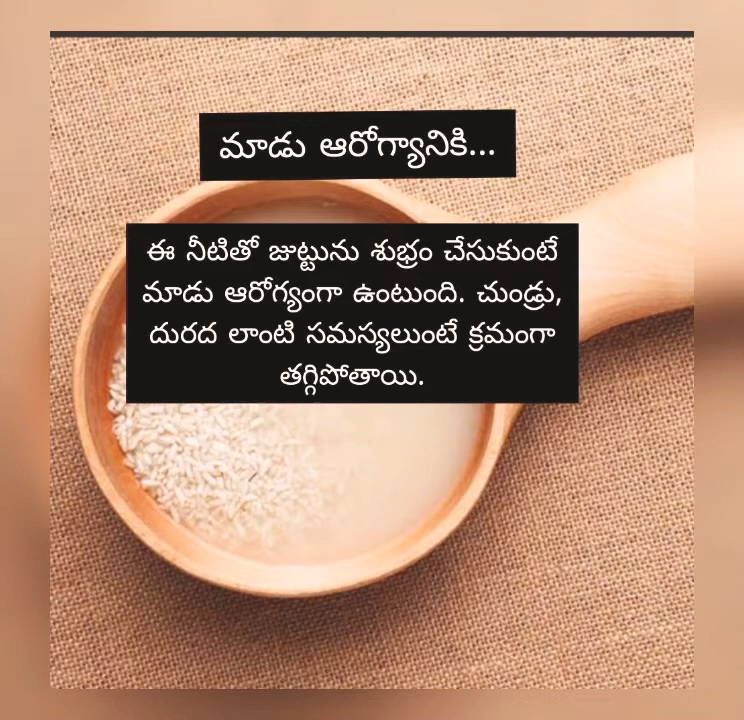 మాడు ఆరోగ్యానికి...
ఈ నీటితో జుట్టును శుభ్రం చేసుకుంటే
మాడు ఆరోగ్యంగా ఉంటుంది. చుండ్రు,
దురద లాంటి సమస్యలుంటే క్రమంగా
తగ్గిపోతాయి.